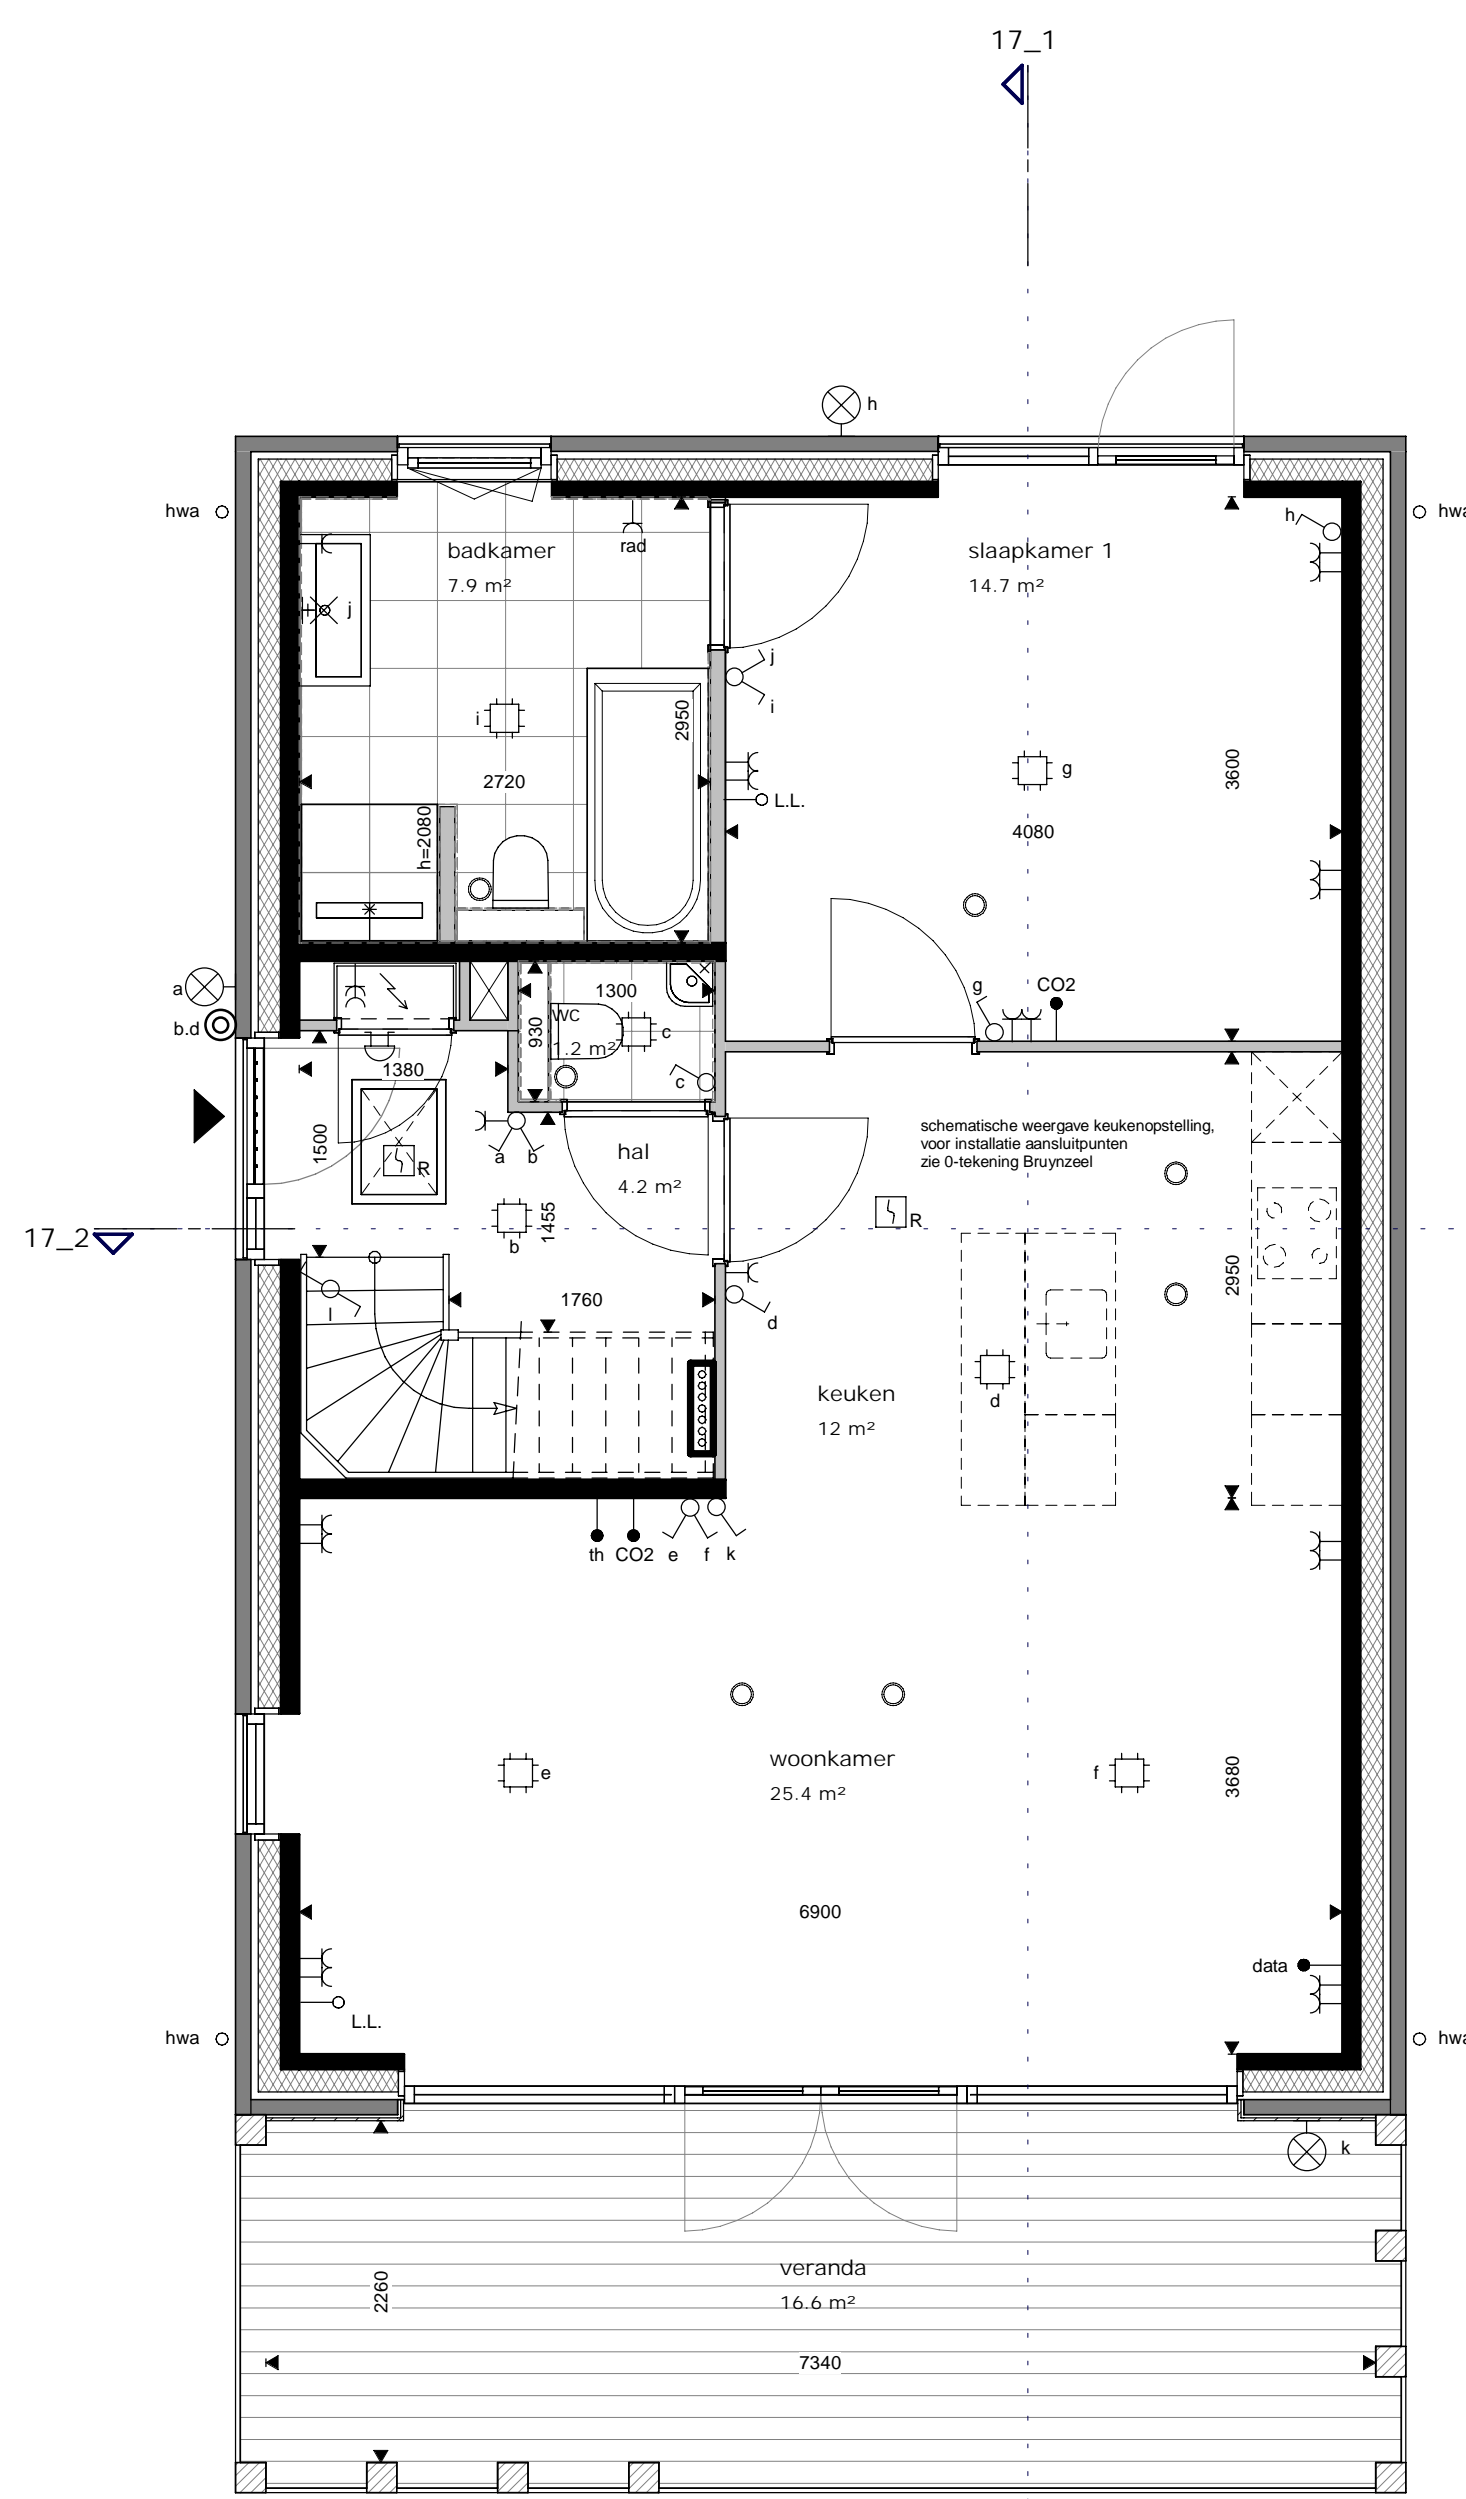 17_1
h
hwa
hwa
h
badkamer
7.9 m²
rad
slaapkamer 1
14.7 m²
j
j
i
i
2950
2720
g
3600
L.L.
4080
h=2080
a
b.d
1300
WC
930
1.2 m²
c
c
g
CO2
1380
1500
R
a
b
hal
4.2 m²
schematische weergave keukenopstelling,
voor installatie aansluitpunten
zie 0-tekening Bruynzeel
R
17_2
b
1455
2950
1760
l
d
keuken
12 m²
d
th
CO2
e
f
k
woonkamer
25.4 m²
e
f
3680
6900
data
L.L.
hwa
hwa
k
veranda
16.6 m²
2260
7340